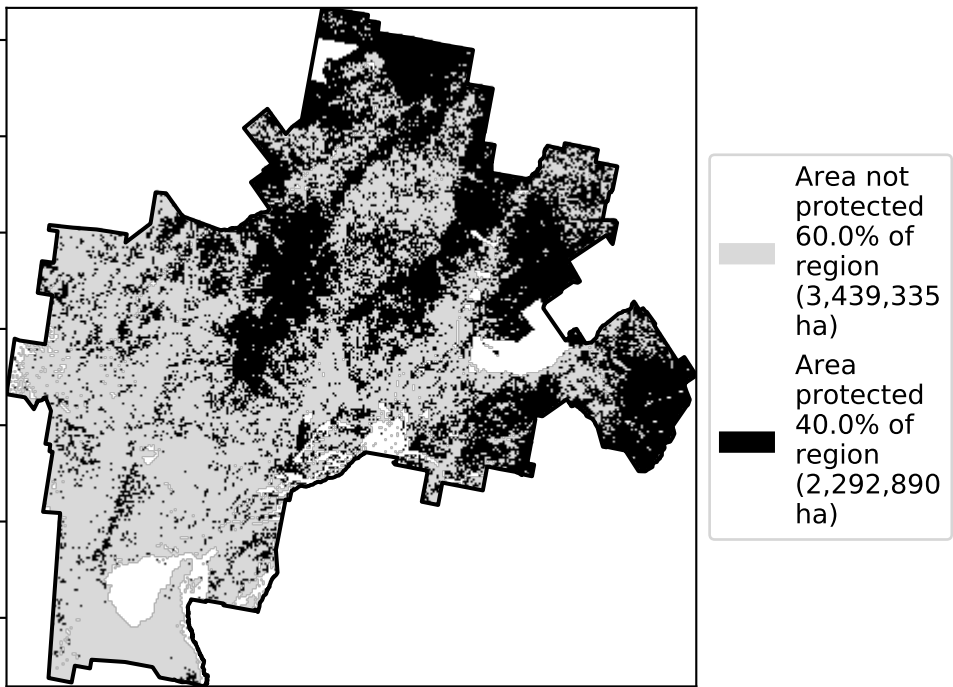 Area not
protected
60.0% of
region
(3,439,335
ha)
Area
protected
40.0% of
region
(2,292,890
ha)